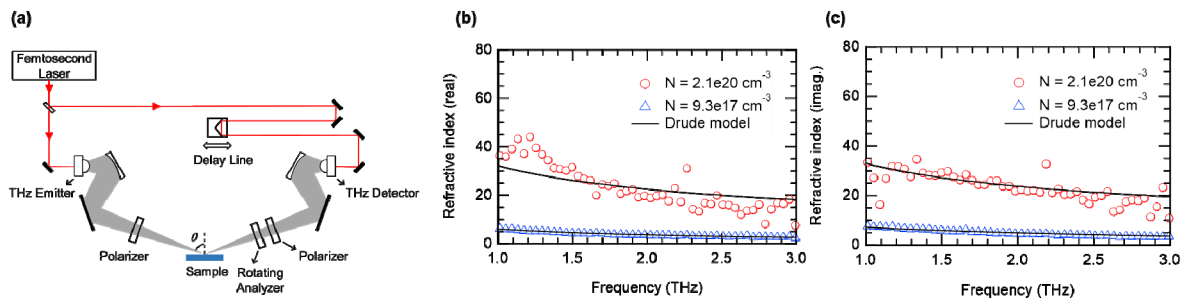 (a)
Femtosecond
Laser
Delay Line
THz Emitter
THz Detector
Polarizer
θ
Sample
Rotating
Analyzer
Polarizer
(b)
Refractive index (real)
80
60
40
20
0
N = 2.1e20 cm-3
N = 9.3e17 cm-3
Drude model
1.0 1.5 2.0 2.5 3.0
Frequency (THz)
(c)
Refractive index (imag.)
80
60
40
20
0
N = 2.1e20 cm-3
N = 9.3e17 cm-3
Drude model
1.0 1.5 2.0 2.5 3.0
Frequency (THz)